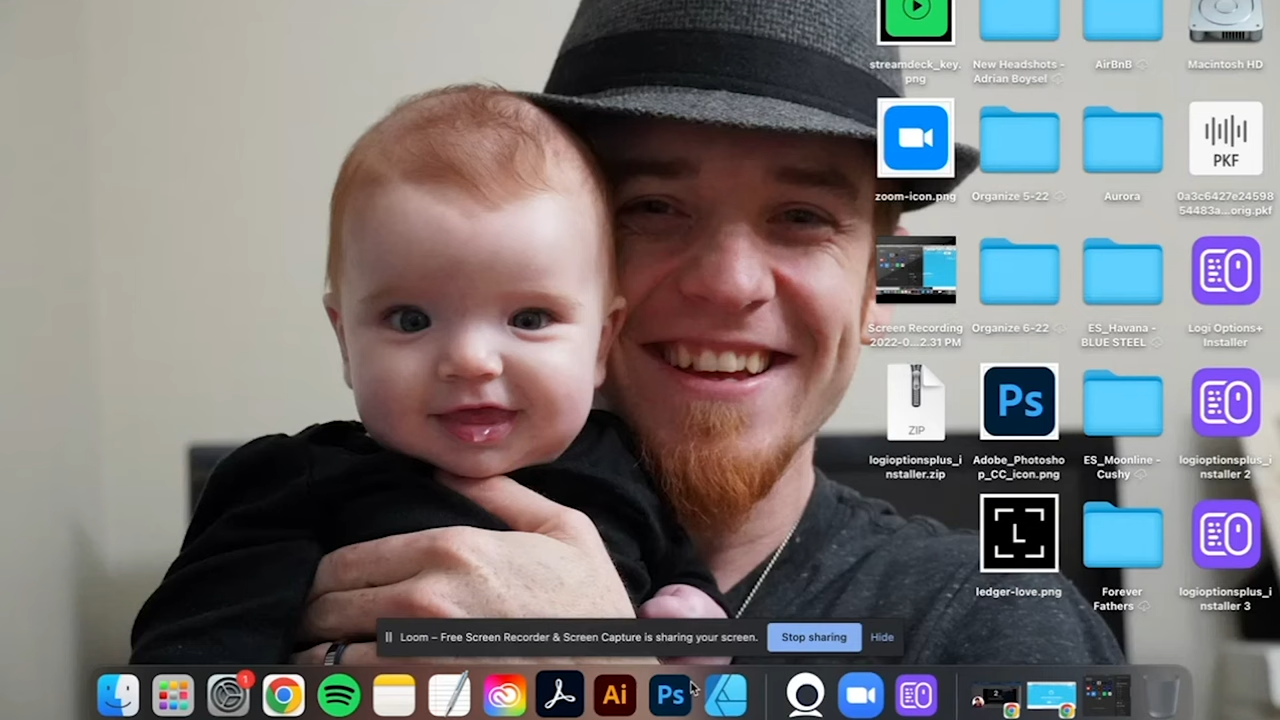 streamdeck_key.
png
New Headshots -
Adrian Boysel
AirBnB
Macintosh HD
PKF
zoom-icon.png
Organize 5-22
Aurora
0a3c6427e24598
54483a...orig.pkf
Screen Recording
2022-0...2.31 PM
Organize 6-22
ES_Havana -
BLUE STEEL
Logi Options+
Installer
ZIP
Ps
logioptionsplus_i
nstaller.zip
Adobe_Photosho
p_CC_icon.png
ES_Moonline -
Cushy
logioptionsplus_i
nstaller 2
L
ledger-love.png
Forever
Fathers
logioptionsplus_i
nstaller 3
Loom – Free Screen Recorder & Screen Capture is sharing your screen.
Stop sharing
Hide
1
Ai
Ps